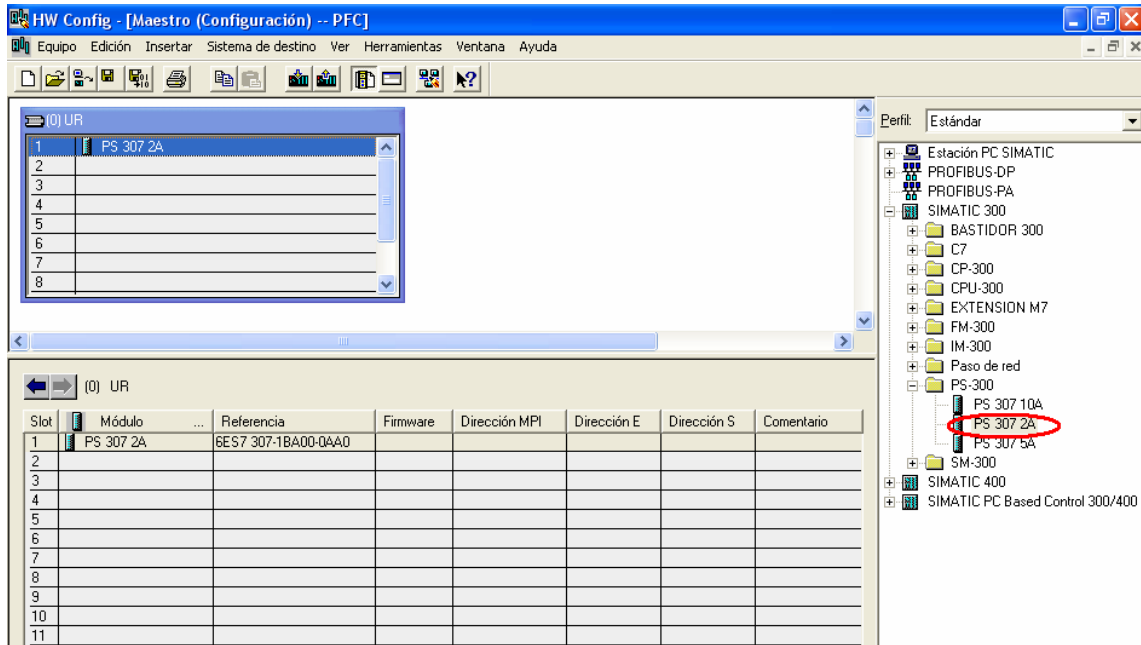 HW Config - [Maestro (Configuración) -- PFC]
Equipo Edición Insertar Sistema de destino Ver Herramientas Ventana Ayuda
(0) UR
1 PS 307 2A
2
3
4
5
6
7
8
Perfil: Estándar
Estación PC SIMATIC
PROFIBUS-DP
PROFIBUS-PA
SIMATIC 300
BASTIDOR 300
C7
CP-300
CPU-300
EXTENSION M7
FM-300
IM-300
Paso de red
PS-300
PS 307 10A
PS 307 2A
PS 307 5A
SM-300
SIMATIC 400
SIMATIC PC Based Control 300/400
(0) UR
Slot Módulo ... Referencia Firmware Dirección MPI Dirección E Dirección S Comentario
1 PS 307 2A 6ES7 307-1BA00-0AA0
2
3
4
5
6
7
8
9
10
11